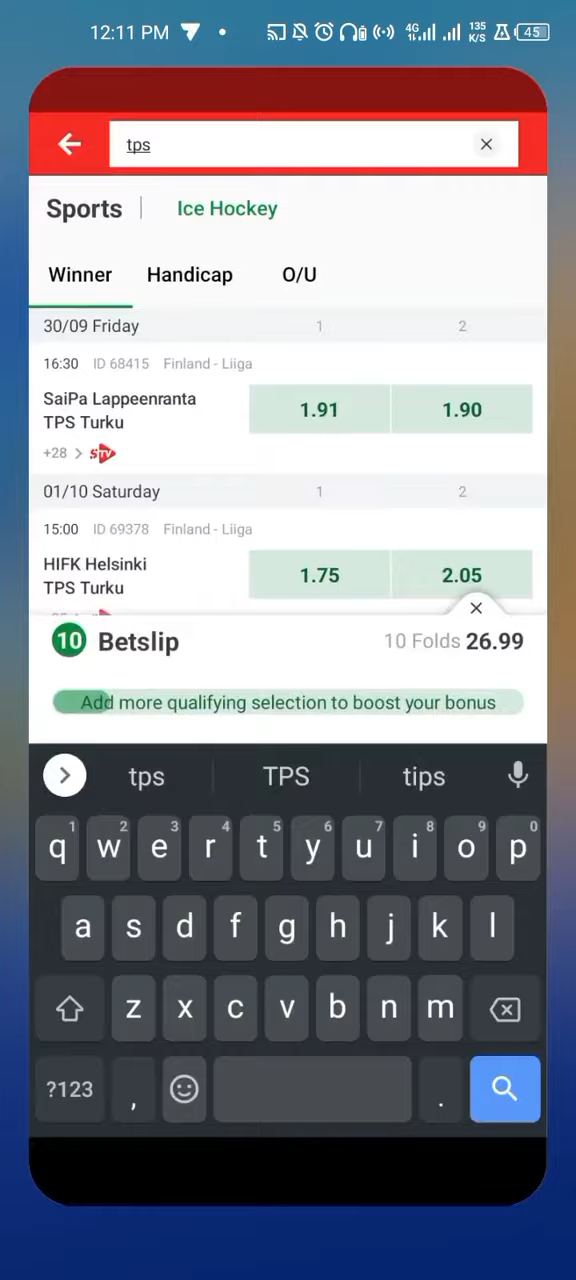 12:11 PM 4G 135 K/S 45
tps
Sports | Ice Hockey
Winner Handicap O/U
30/09 Friday 1 2
16:30 ID 68415 Finland - Liiga
SaiPa Lappeenranta 1.91 1.90
TPS Turku
+28 > STV
01/10 Saturday 1 2
15:00 ID 69378 Finland - Liiga
HIFK Helsinki 1.75 2.05
TPS Turku
10 Betslip 10 Folds 26.99
Add more qualifying selection to boost your bonus
tps TPS tips
1 2 3 4 5 6 7 8 9 0
q w e r t y u i o p
a s d f g h j k l
z x c v b n m
?123 , .